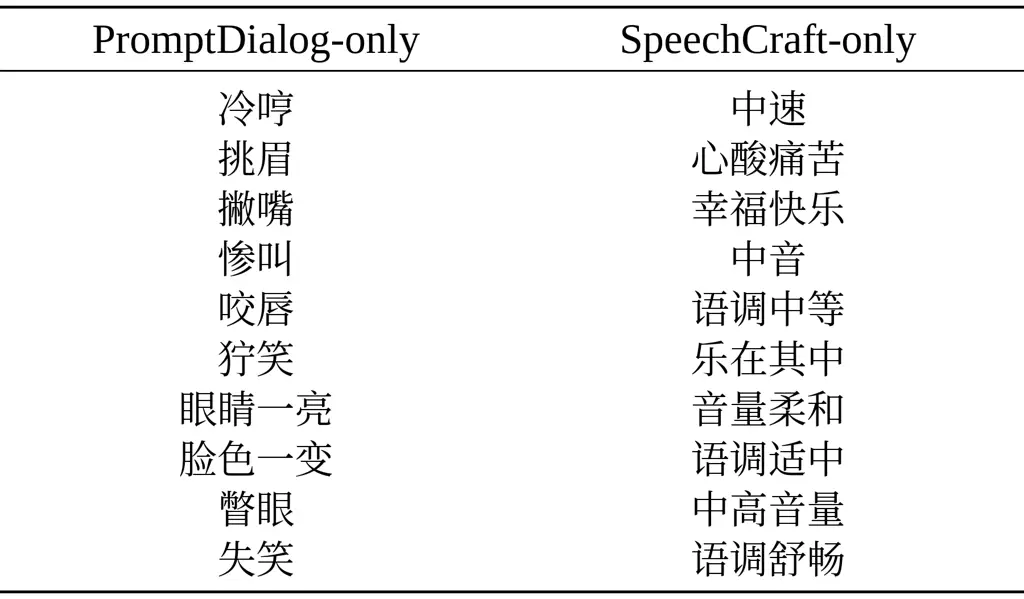 PromptDialog-only SpeechCraft-only
冷哼 中速
挑眉 心酸痛苦
撇嘴 幸福快乐
惨叫 中音
咬唇 语调中等
狞笑 乐在其中
眼睛一亮 音量柔和
脸色一变 语调适中
瞥眼 中高音量
失笑 语调舒畅